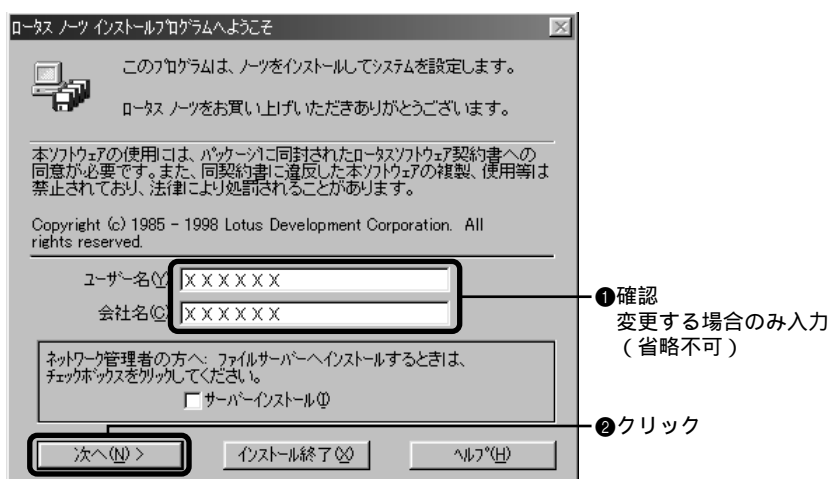 ロータス ノーツ インストールプログラムへようこそ
このプログラムは、ノーツをインストールしてシステムを設定します。
ロータス ノーツをお買い上げいただきありがとうございます。
本ソフトウェアの使用には、パッケージに同封されたロータスソフトウェア契約書への
同意が必要です。また、同契約書に違反した本ソフトウェアの複製、使用等は
禁止されており、法律により処罰されることがあります。
Copyright (c) 1985 - 1998 Lotus Development Corporation. All
rights reserved.
ユーザー名(Y) XXXXXX
会社名(C) XXXXXX
❶確認
変更する場合のみ入力
(省略不可)
ネットワーク管理者の方へ: ファイルサーバーへインストールするときは、
チェックボックスをクリックしてください。
サーバーインストール(I)
❷クリック
次へ(N) >
インストール終了(X)
ヘルプ(H)